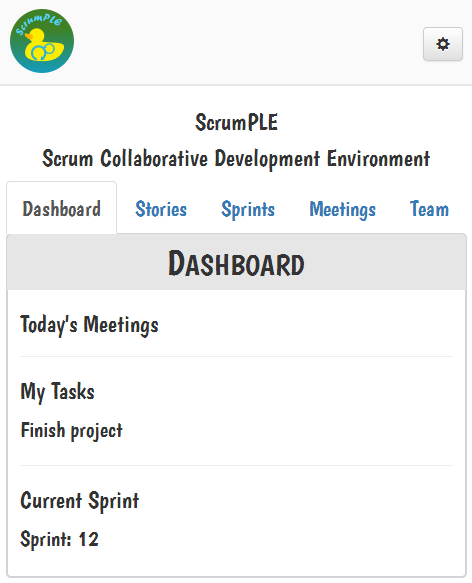 ScrumPLE
ScrumPLE
Scrum Collaborative Development Environment
Dashboard Stories Sprints Meetings Team
Dashboard
Today's Meetings
My Tasks
Finish project
Current Sprint
Sprint: 12